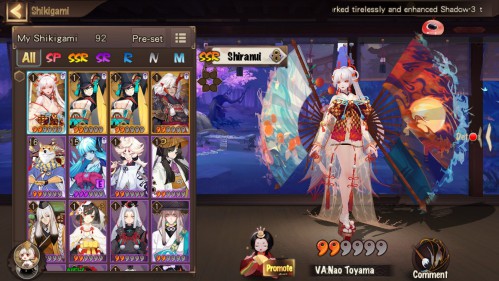 Shikigami
rked tirelessly and enhanced Shadow·3 t
My Shikigami 92 Pre-set
All SP SSR SR R N M
SSR Shiranui
999999
Promote
VA:Nao Toyama
Comment